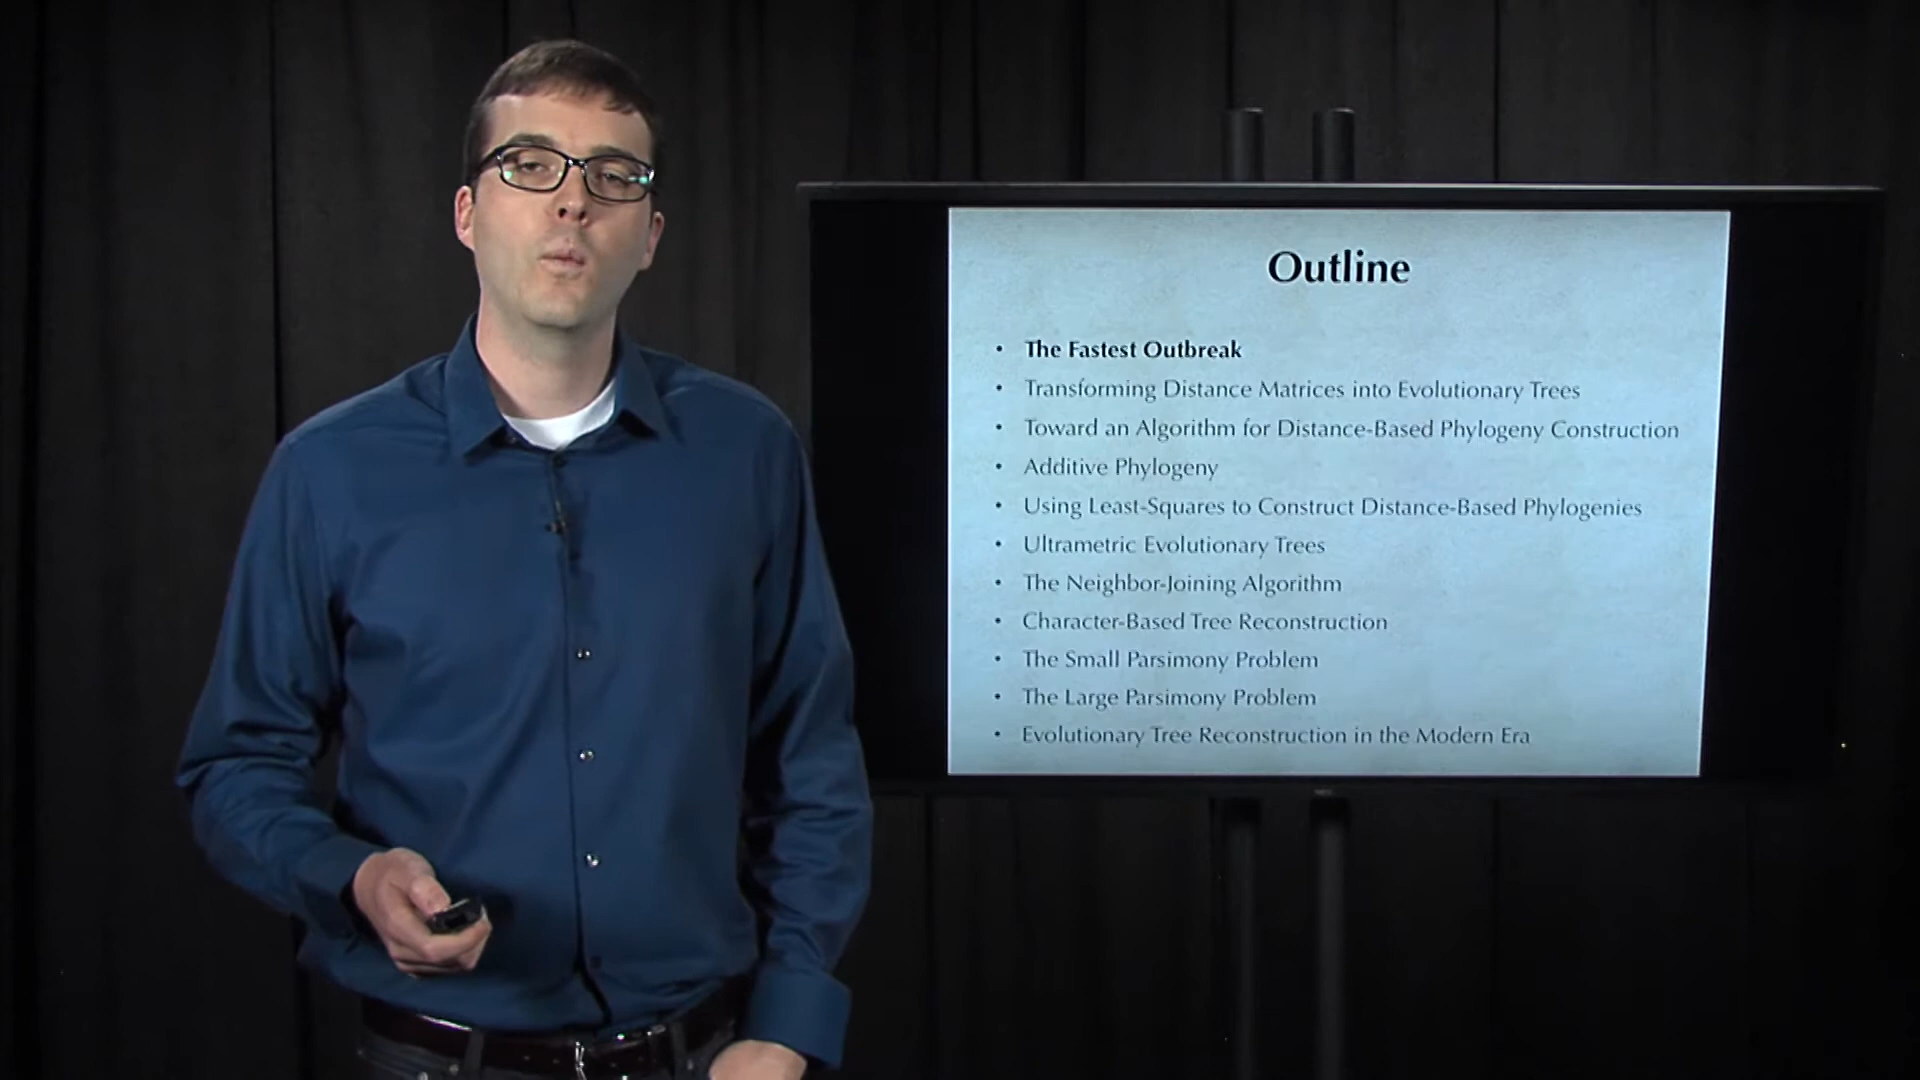 Outline
• The Fastest Outbreak
• Transforming Distance Matrices into Evolutionary Trees
• Toward an Algorithm for Distance-Based Phylogeny Construction
• Additive Phylogeny
• Using Least-Squares to Construct Distance-Based Phylogenies
• Ultrametric Evolutionary Trees
• The Neighbor-Joining Algorithm
• Character-Based Tree Reconstruction
• The Small Parsimony Problem
• The Large Parsimony Problem
• Evolutionary Tree Reconstruction in the Modern Era